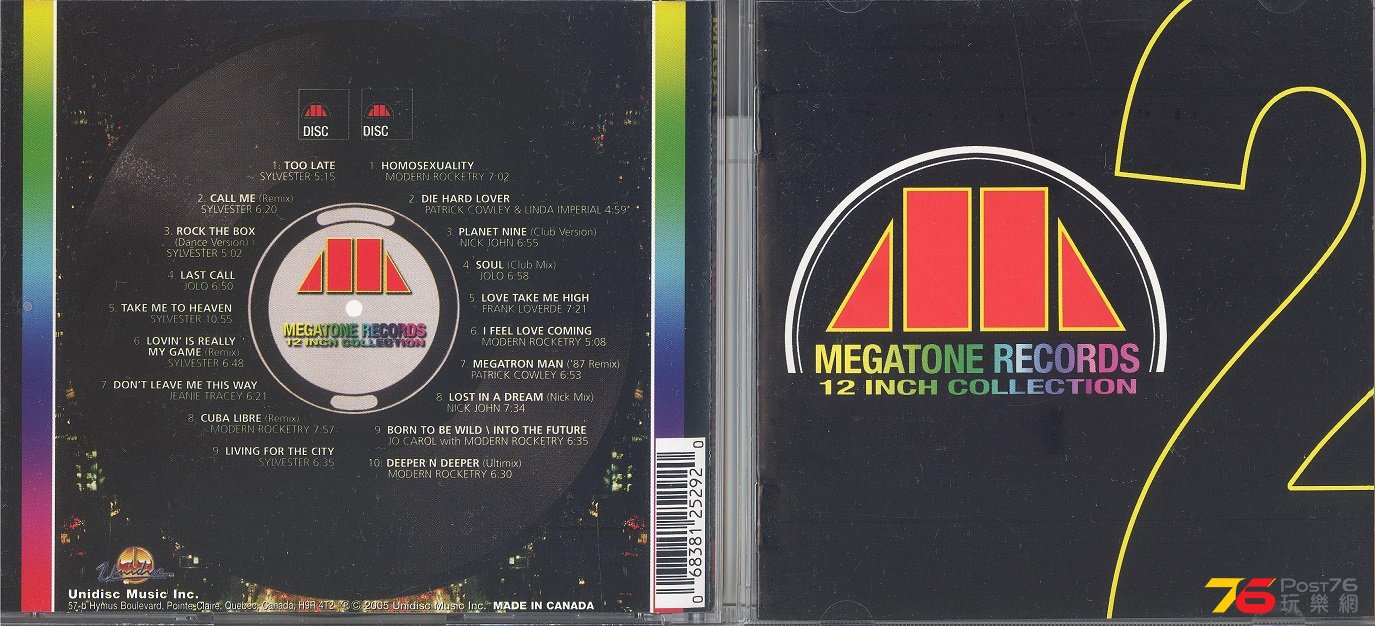 DISC
DISC
1. TOO LATE
SYLVESTER 5:15
2. CALL ME (Remix)
SYLVESTER 6:20
3. ROCK THE BOX
(Dance Version)
SYLVESTER 5:02
4. LAST CALL
JOLO 6:50
5. TAKE ME TO HEAVEN
SYLVESTER 10:55
6. LOVIN' IS REALLY
MY GAME (Remix)
SYLVESTER 6:48
7. DON'T LEAVE ME THIS WAY
JEANIE TRACEY 6:21
8. CUBA LIBRE (Remix)
MODERN ROCKETRY 7:57
9. LIVING FOR THE CITY
SYLVESTER 6:35
1. HOMOSEXUALITY
MODERN ROCKETRY 7:02
2. DIE HARD LOVER
PATRICK COWLEY & LINDA IMPERIAL 4:59
3. PLANET NINE (Club Version)
NICK JOHN 6:55
4. SOUL (Club Mix)
JOLO 6:58
5. LOVE TAKE ME HIGH
FRANK LOVERDE 7:21
6. I FEEL LOVE COMING
MODERN ROCKETRY 5:08
7. MEGATRON MAN ('87 Remix)
PATRICK COWLEY 6:53
8. LOST IN A DREAM (Nick Mix)
NICK JOHN 7:34
9. BORN TO BE WILD \ INTO THE FUTURE
JO CAROL with MODERN ROCKETRY 6:35
10. DEEPER N DEEPER (Ultimix)
MODERN ROCKETRY 6:30
MEGATONE RECORDS
12 INCH COLLECTION
Unidisc
Unidisc Music Inc.
57-b Hymus Boulevard, Pointe-Claire, Quebec, Canada, H9R 4T2 ℗ © 2005 Unidisc Music Inc. MADE IN CANADA
0 68381 25292 0
MEGATONE RECORDS
12 INCH COLLECTION
2
76 POST76
玩樂網